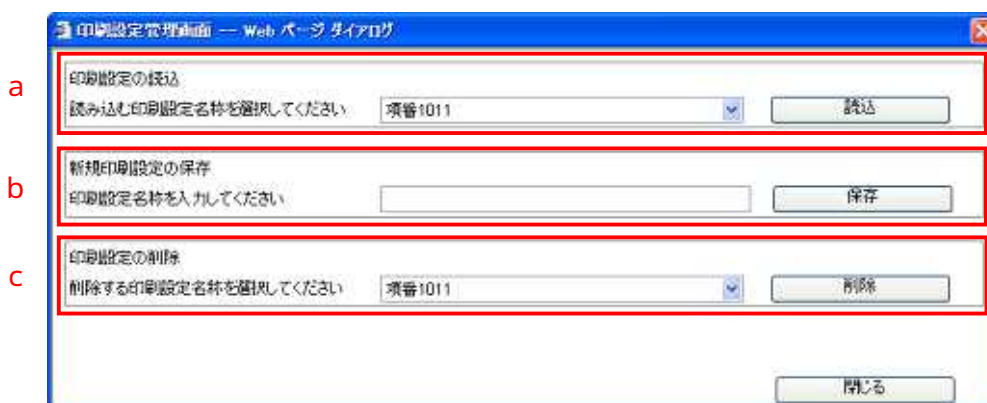 印刷設定管理画面 -- Web ページ ダイアログ
a
印刷設定の読込
読み込む印刷設定名称を選択してください 項番1011 読込
b
新規印刷設定の保存
印刷設定名称を入力してください 保存
c
印刷設定の削除
削除する印刷設定名称を選択してください 項番1011 削除
閉じる